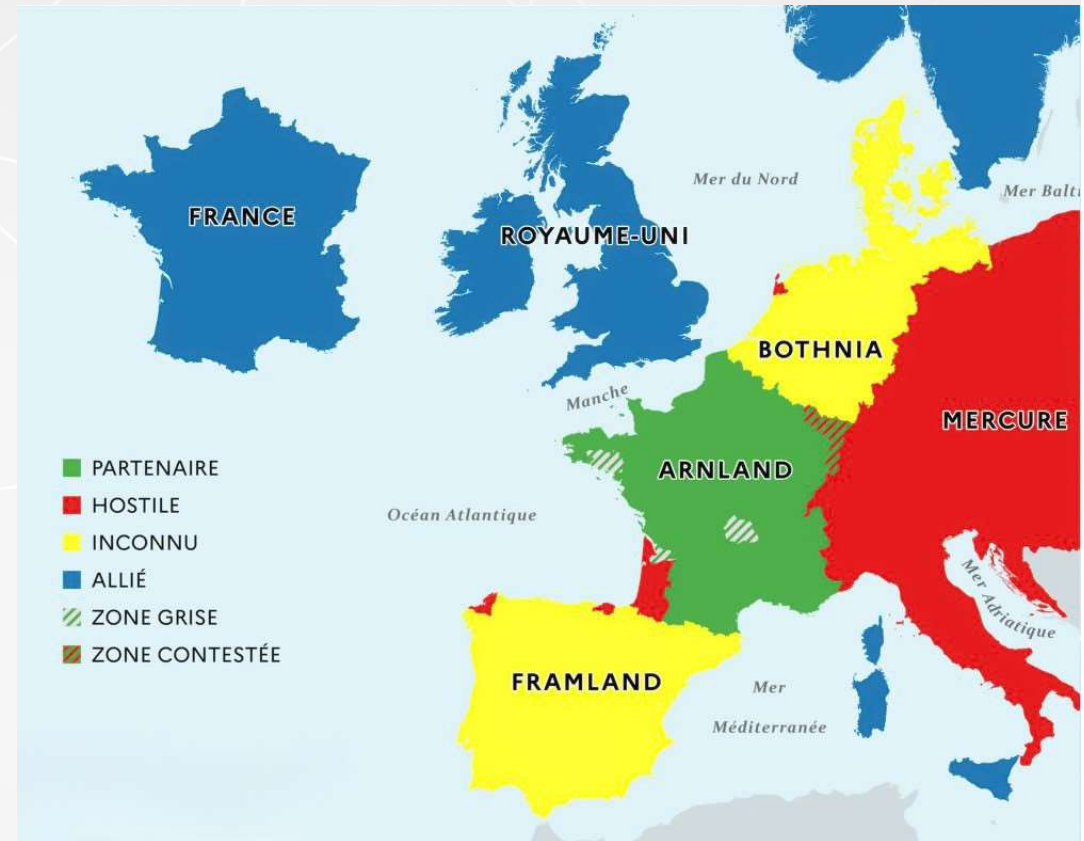 FRANCE
ROYAUME-UNI
Mer du Nord
Mer Balti
BOTHNIA
Manche
MERCURE
ARNLAND
Océan Atlantique
PARTENAIRE
HOSTILE
INCONNU
ALLIÉ
ZONE GRISE
ZONE CONTESTÉE
Mer Adriatique
FRAMLAND
Mer
Méditerranée